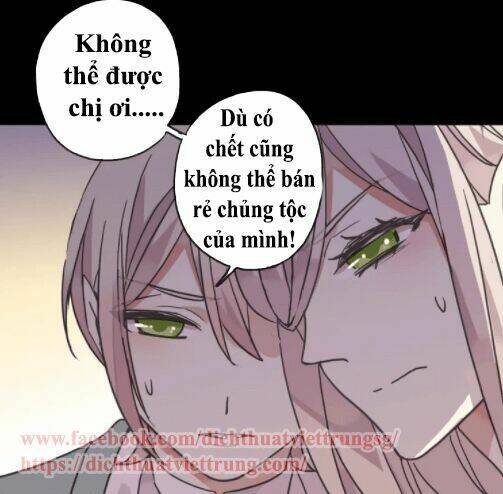 Không
thể được
chị ơi.....
Dù có
chết cũng
không thể bán
rẻ chủng tộc
của mình!
www.facebook.com/dichthuatviettrungsg/
https://dichthuatviettrung.com/